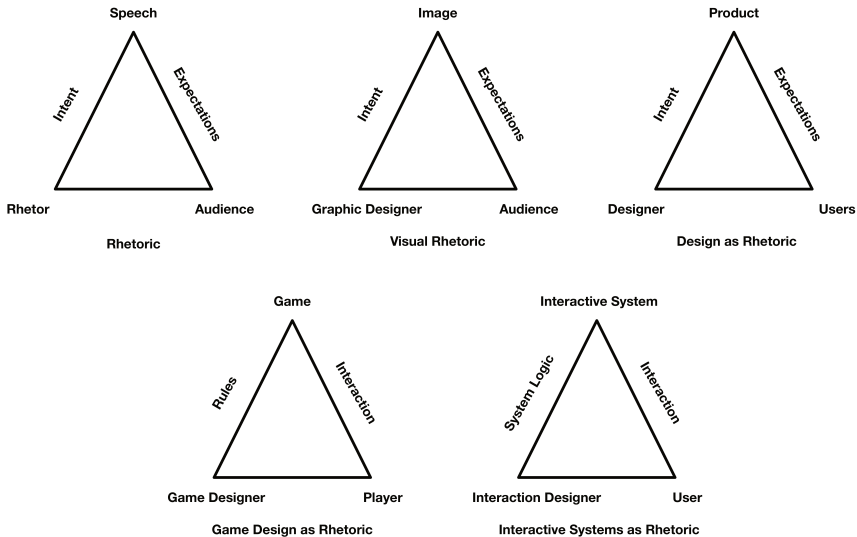 Speech
Image
Product
Intent
Expectations
Intent
Expectations
Intent
Expectations
Rhetor
Audience
Graphic Designer
Audience
Designer
Users
Rhetoric
Visual Rhetoric
Design as Rhetoric
Game
Interactive System
Rules
Interaction
System Logic
Interaction
Game Designer
Player
Interaction Designer
User
Game Design as Rhetoric
Interactive Systems as Rhetoric